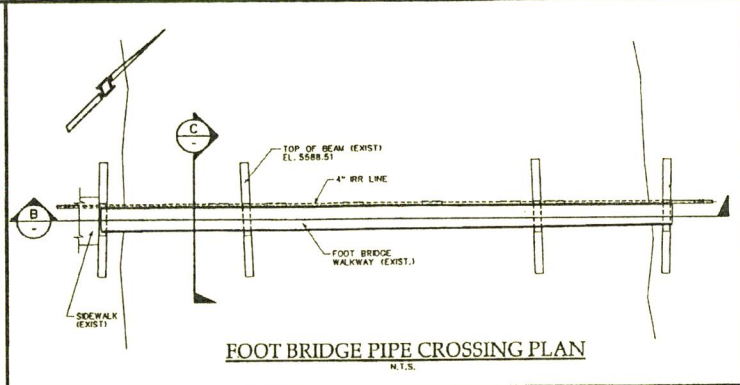 C
-
TOP OF BEAM (EXIST)
EL. 5588.51
4" IRR LINE
B
-
FOOT BRIDGE
WALKWAY (EXIST.)
SIDEWALK
(EXIST)
FOOT BRIDGE PIPE CROSSING PLAN
N.T.S.